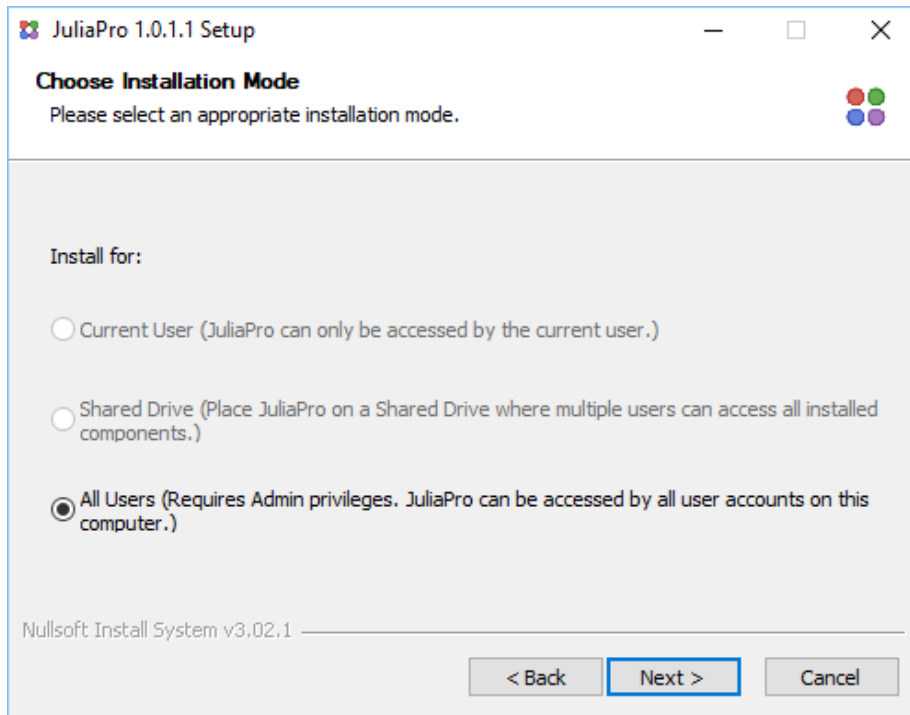 JuliaPro 1.0.1.1 Setup
Choose Installation Mode
Please select an appropriate installation mode.
Install for:
Current User (JuliaPro can only be accessed by the current user.)
Shared Drive (Place JuliaPro on a Shared Drive where multiple users can access all installed
components.)
All Users (Requires Admin privileges. JuliaPro can be accessed by all user accounts on this
computer.)
Nullsoft Install System v3.02.1
< Back Next > Cancel